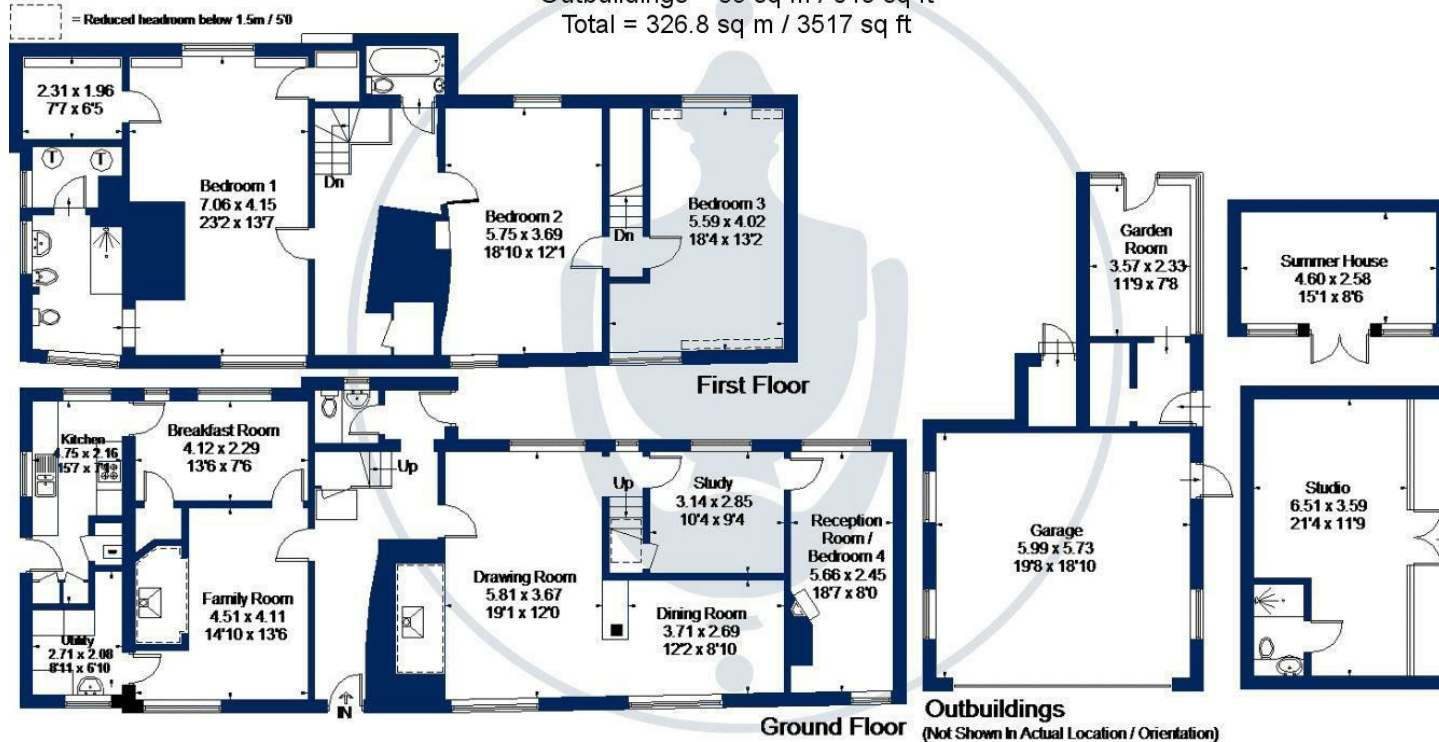 = Reduced headroom below 1.5m / 5'0
Total = 326.8 sq m / 3517 sq ft
2.31 x 1.96
7'7 x 6'5
T
T
Bedroom 1
7.06 x 4.15
23'2 x 13'7
Dn
Bedroom 2
5.75 x 3.69
18'10 x 12'1
Dn
Bedroom 3
5.59 x 4.02
18'4 x 13'2
First Floor
Garden
Room
3.57 x 2.33
11'9 x 7'8
Summer House
4.60 x 2.58
15'1 x 8'6
Kitchen
4.75 x 2.16
15'7 x 7'1
Breakfast Room
4.12 x 2.29
13'6 x 7'6
Up
Family Room
4.51 x 4.11
14'10 x 13'6
Utility
2.71 x 2.08
8'11 x 6'10
IN
Drawing Room
5.81 x 3.67
19'1 x 12'0
Up
Study
3.14 x 2.85
10'4 x 9'4
Dining Room
3.71 x 2.69
12'2 x 8'10
Reception
Room /
Bedroom 4
5.66 x 2.45
18'7 x 8'0
Ground Floor
Garage
5.99 x 5.73
19'8 x 18'10
Studio
6.51 x 3.59
21'4 x 11'9
Outbuildings
(Not Shown In Actual Location / Orientation)